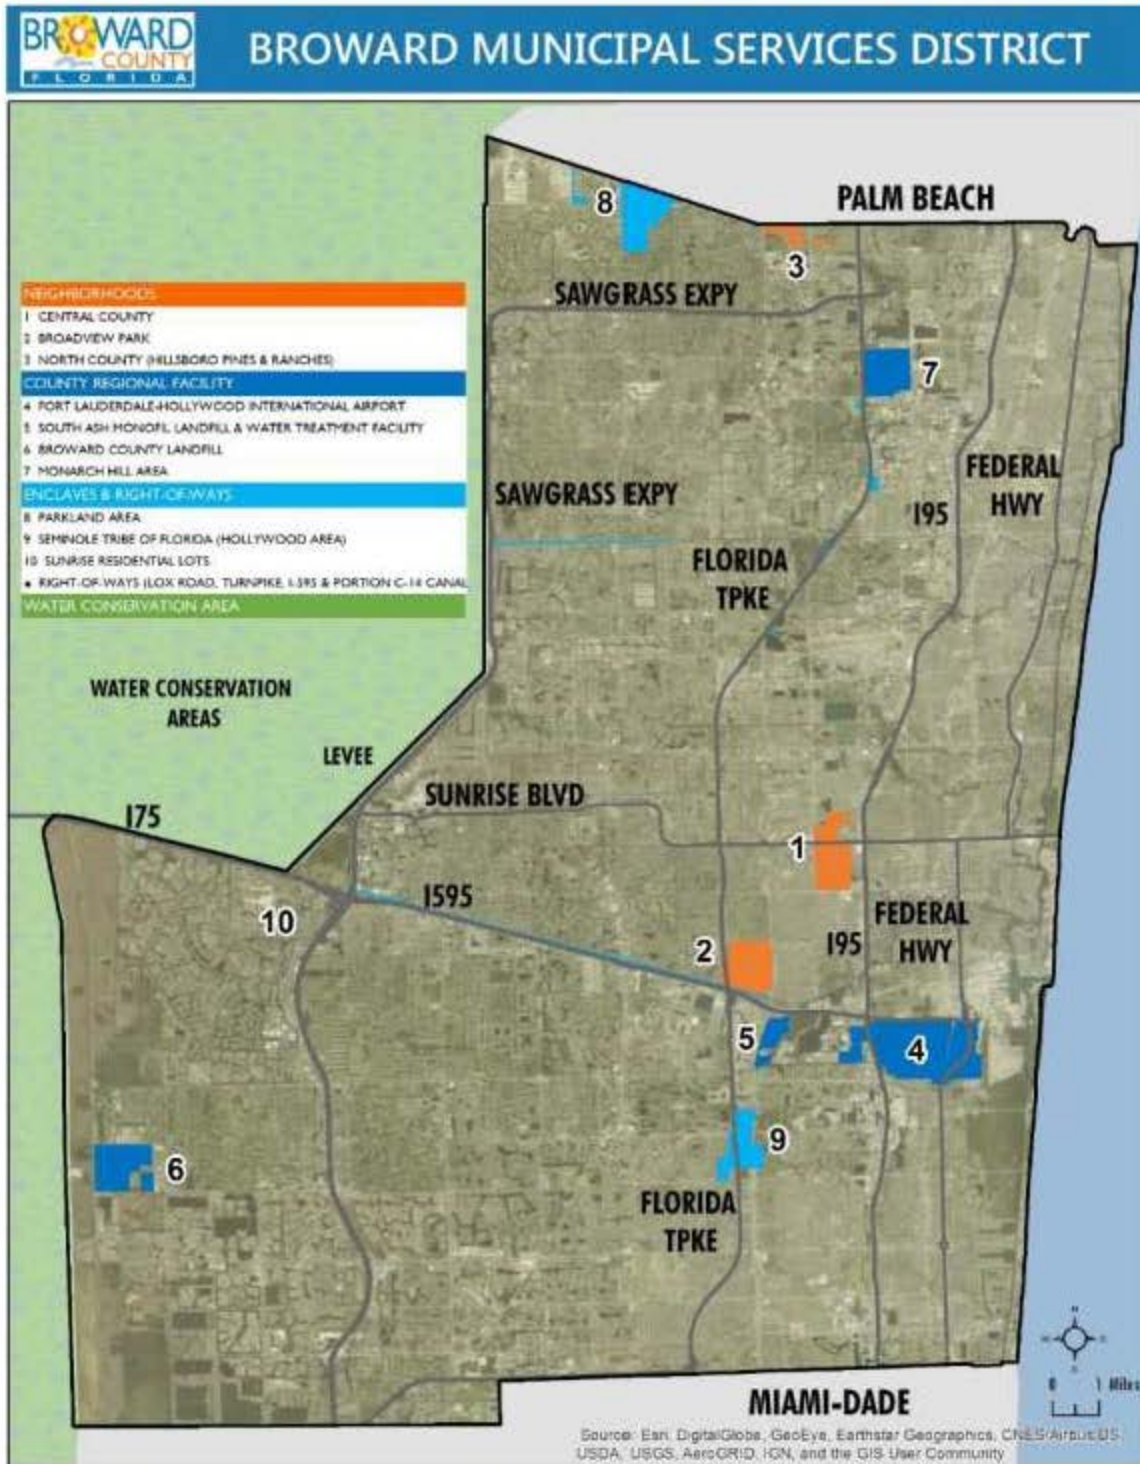 BROWARD
COUNTY
FLORIDA
BROWARD MUNICIPAL SERVICES DISTRICT
PALM BEACH
8
3
SAWGRASS EXPY
NEIGHBORHOODS
1 CENTRAL COUNTY
2 BROADVIEW PARK
3 NORTH COUNTY (HILLSBORO PINES & RANCHES)
COUNTY REGIONAL FACILITY
4 FORT LAUDERDALE-HOLLYWOOD INTERNATIONAL AIRPORT
5 SOUTH ASH MONOFIL LANDFILL & WATER TREATMENT FACILITY
6 BROWARD COUNTY LANDFILL
7 MONARCH HILL AREA
ENCLAVES & RIGHT-OF-WAYS
8 PARKLAND AREA
9 SEMINOLE TRIBE OF FLORIDA (HOLLYWOOD AREA)
10 SUNRISE RESIDENTIAL LOTS
• RIGHT-OF-WAYS (LOX ROAD, TURNPIKE, I-595 & PORTION C-14 CANAL
WATER CONSERVATION AREA
7
FEDERAL
HWY
SAWGRASS EXPY
I95
FLORIDA
TPKE
WATER CONSERVATION
AREAS
LEVEE
SUNRISE BLVD
I75
1
I595
10
FEDERAL
HWY
I95
2
5
4
9
6
FLORIDA
TPKE
N
0 1 Miles
MIAMI-DADE
Source: Esri, DigitalGlobe, GeoEye, Earthstar Geographics, CNES/Airbus DS,
USDA, USGS, AeroGRID, IGN, and the GIS User Community